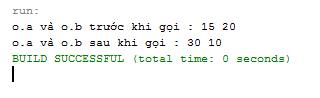 run:
o.a và o.b trước khi gọi : 15 20
o.a và o.b sau khi gọi : 30 10
BUILD SUCCESSFUL (total time: 0 seconds)